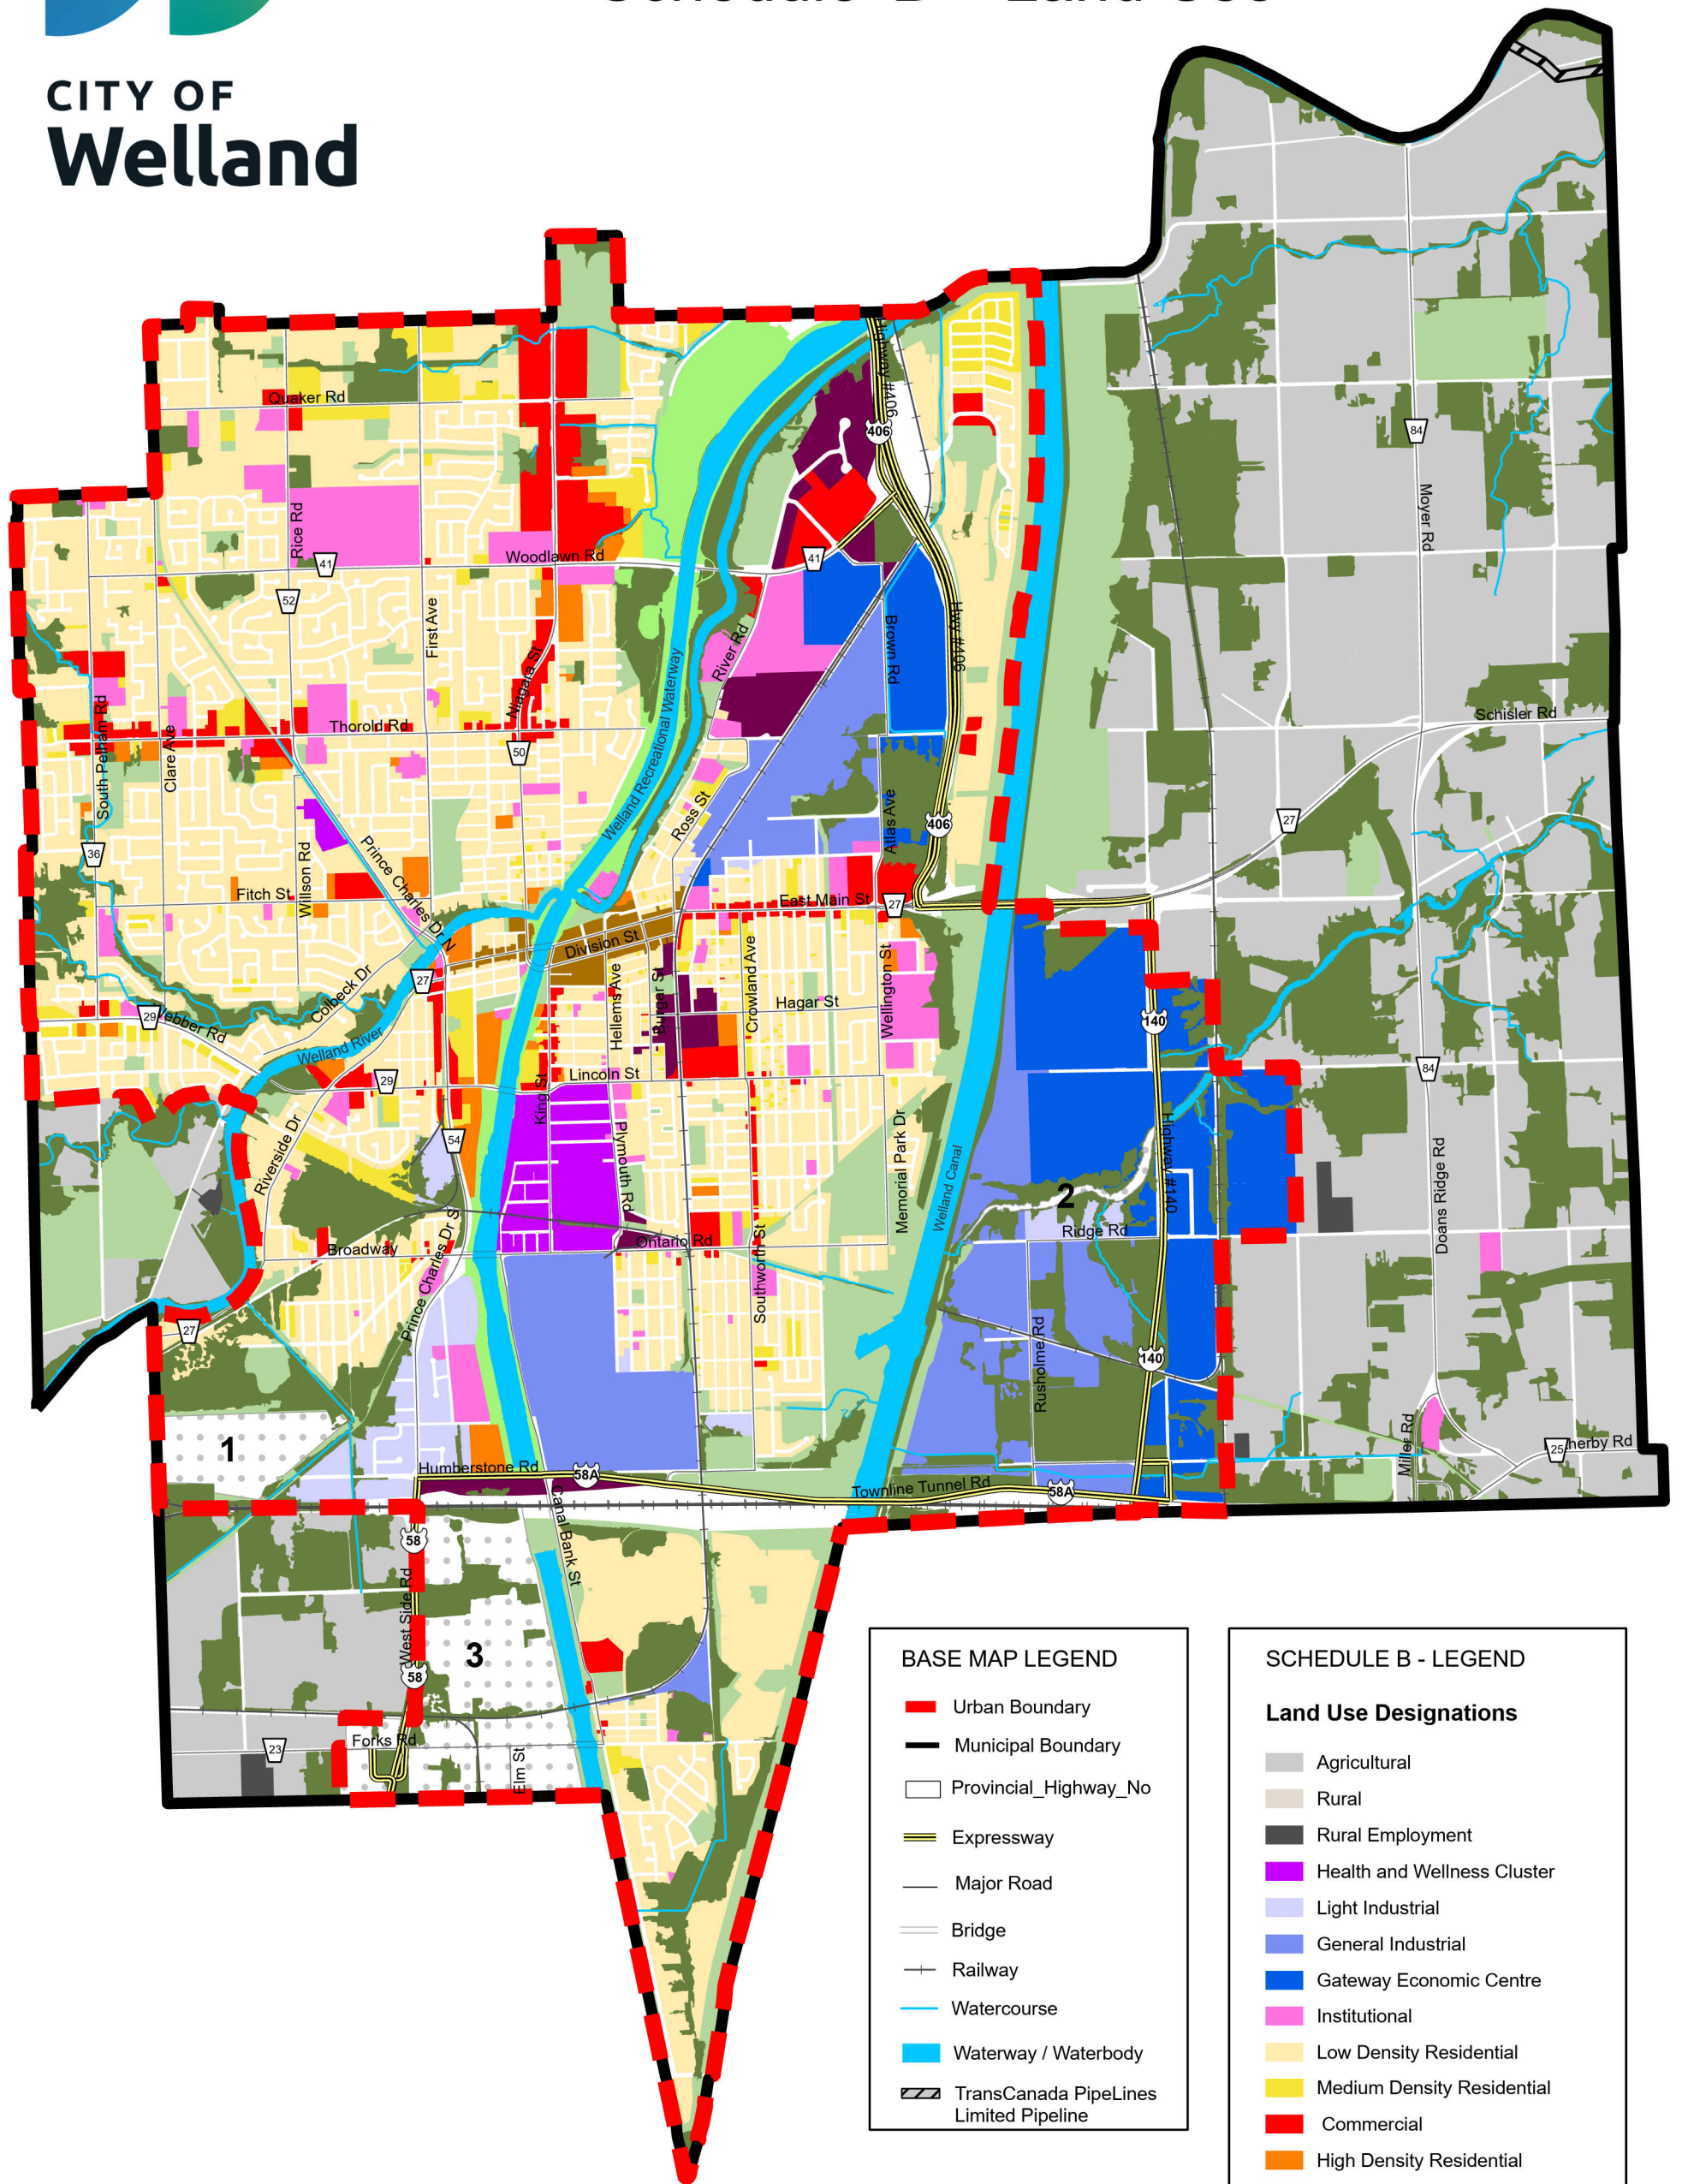 CITY OF
Welland
Highway #406
406
Quaker Rd
84
Moyer Rd
Rice Rd
41
Woodlawn Rd
41
52
First Ave
Brown Rd
Hwy #406
River Rd
Niagara St
Welland Recreational Waterway
South Pelham Rd
Clare Ave
Thorold Rd
50
Schisler Rd
Ross St
Atlas Ave
406
27
36
Willson Rd
Prince Charles Dr N
Fitch St
East Main St
27
Division St
Colbeck Dr
27
Hellems Ave
Burgar St
Crowland Ave
Hagar St
Wellington St
29
Webber Rd
Welland River
140
29
Lincoln St
King St
84
Riverside Dr
54
Plymouth Rd
Memorial Park Dr
Welland Canal
Highway #140
2
Ridge Rd
Doans Ridge Rd
Broadway
Prince Charles Dr S
Ontario Rd
Southworth St
27
Rusholme Rd
140
1
Miller Rd
25
herby Rd
Humberstone Rd
58A
Townline Tunnel Rd
58A
Canal Bank St
58
West Side Rd
3
58
Forks Rd
23
Elm St
BASE MAP LEGEND
Urban Boundary
Municipal Boundary
Provincial_Highway_No
Expressway
Major Road
Bridge
Railway
Watercourse
Waterway / Waterbody
TransCanada PipeLines
Limited Pipeline
SCHEDULE B - LEGEND
Land Use Designations
Agricultural
Rural
Rural Employment
Health and Wellness Cluster
Light Industrial
General Industrial
Gateway Economic Centre
Institutional
Low Density Residential
Medium Density Residential
Commercial
High Density Residential